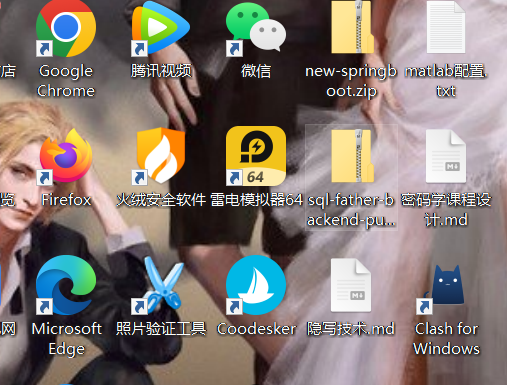 店
Google
Chrome
腾讯视频
微信
new-springb
oot.zip
matlab配置.
txt
64
览
Firefox
火绒安全软件
雷电模拟器64
sql-father-b
ackend-pu...
密码学课程设
计.md
网
Microsoft
Edge
照片验证工具
Coodesker
隐写技术.md
Clash for
Windows